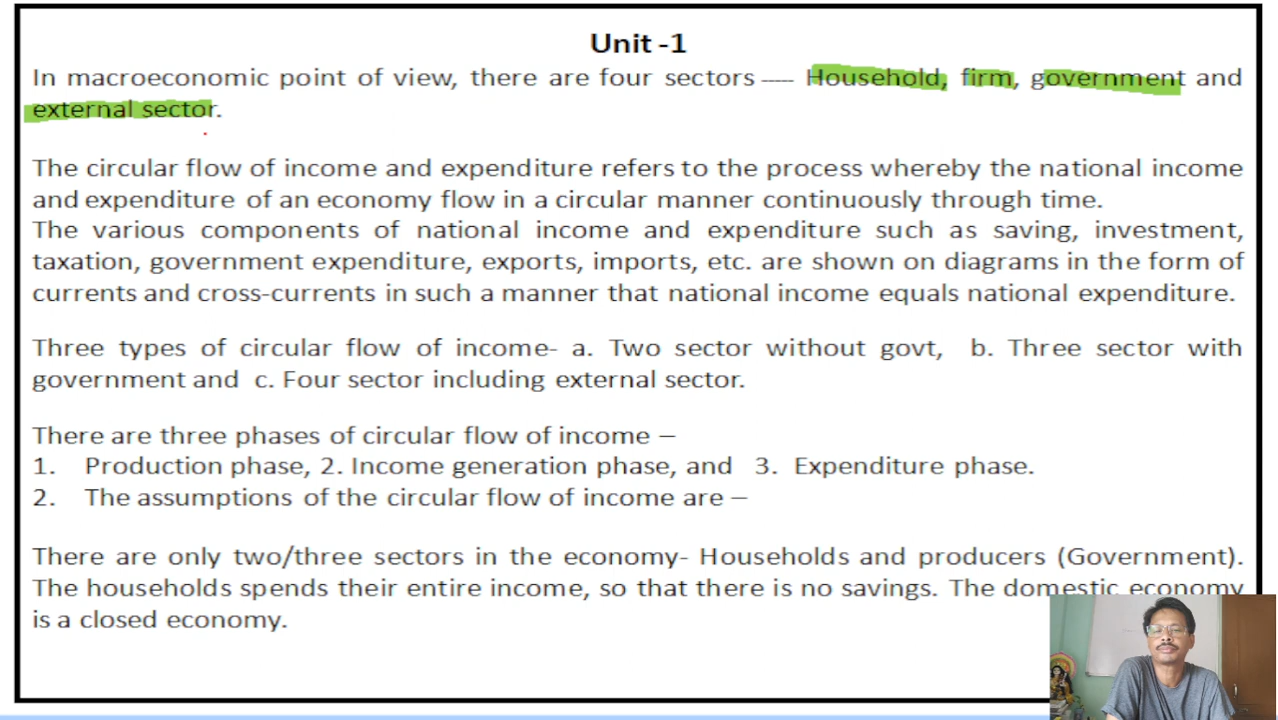 Unit -1
In macroeconomic point of view, there are four sectors –––– Household, firm, government and
external sector.
The circular flow of income and expenditure refers to the process whereby the national income
and expenditure of an economy flow in a circular manner continuously through time.
The various components of national income and expenditure such as saving, investment,
taxation, government expenditure, exports, imports, etc. are shown on diagrams in the form of
currents and cross-currents in such a manner that national income equals national expenditure.
Three types of circular flow of income- a. Two sector without govt, b. Three sector with
government and c. Four sector including external sector.
There are three phases of circular flow of income –
1. Production phase, 2. Income generation phase, and 3. Expenditure phase.
2. The assumptions of the circular flow of income are –
There are only two/three sectors in the economy- Households and producers (Government).
The households spends their entire income, so that there is no savings. The domestic economy
is a closed economy.